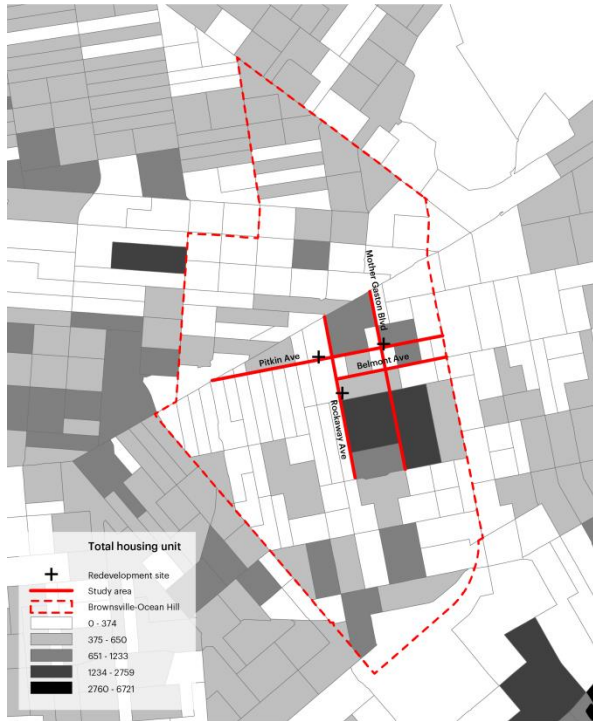 Mother Gaston Blvd
Pitkin Ave
Belmont Ave
Rockaway Ave
Total housing unit
Redevelopment site
Study area
Brownsville-Ocean Hill
0 - 374
375 - 650
651 - 1233
1234 - 2759
2760 - 6721